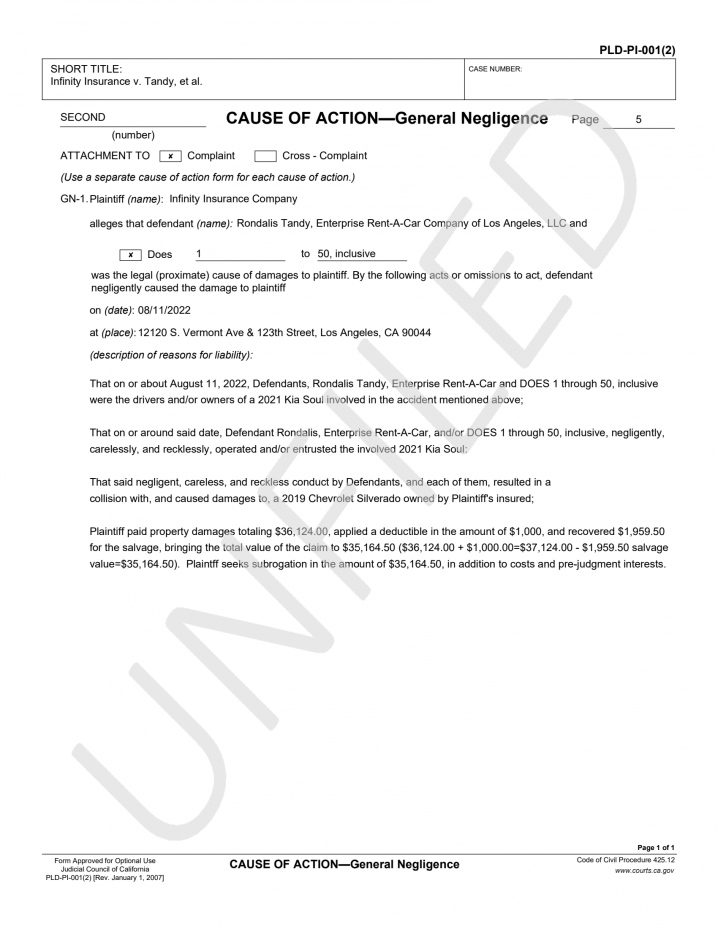 PLD-PI-001(2)
SHORT TITLE:
Infinity Insurance v. Tandy, et al.
CASE NUMBER:
SECOND
CAUSE OF ACTION—General Negligence Page 5
(number)
ATTACHMENT TO x Complaint Cross - Complaint
(Use a separate cause of action form for each cause of action.)
GN-1. Plaintiff (name): Infinity Insurance Company
alleges that defendant (name): Rondalis Tandy, Enterprise Rent-A-Car Company of Los Angeles, LLC and
x Does 1 to 50, inclusive
was the legal (proximate) cause of damages to plaintiff. By the following acts or omissions to act, defendant
negligently caused the damage to plaintiff
on (date): 08/11/2022
at (place): 12120 S. Vermont Ave & 123th Street, Los Angeles, CA 90044
(description of reasons for liability):
That on or about August 11, 2022, Defendants, Rondalis Tandy, Enterprise Rent-A-Car and DOES 1 through 50, inclusive
were the drivers and/or owners of a 2021 Kia Soul involved in the accident mentioned above;
That on or around said date, Defendant Rondalis, Enterprise Rent-A-Car, and/or DOES 1 through 50, inclusive, negligently,
carelessly, and recklessly, operated and/or entrusted the involved 2021 Kia Soul:
That said negligent, careless, and reckless conduct by Defendants, and each of them, resulted in a
collision with, and caused damages to, a 2019 Chevrolet Silverado owned by Plaintiff's insured;
Plaintiff paid property damages totaling $36,124.00, applied a deductible in the amount of $1,000, and recovered $1,959.50
for the salvage, bringing the total value of the claim to $35,164.50 ($36,124.00 + $1,000.00=$37,124.00 - $1,959.50 salvage
value=$35,164.50). Plaintff seeks subrogation in the amount of $35,164.50, in addition to costs and pre-judgment interests.
UNFILED
Page 1 of 1
Form Approved for Optional Use
Judicial Council of California
PLD-PI-001(2) [Rev. January 1, 2007]
CAUSE OF ACTION—General Negligence
Code of Civil Procedure 425.12
www.courts.ca.gov